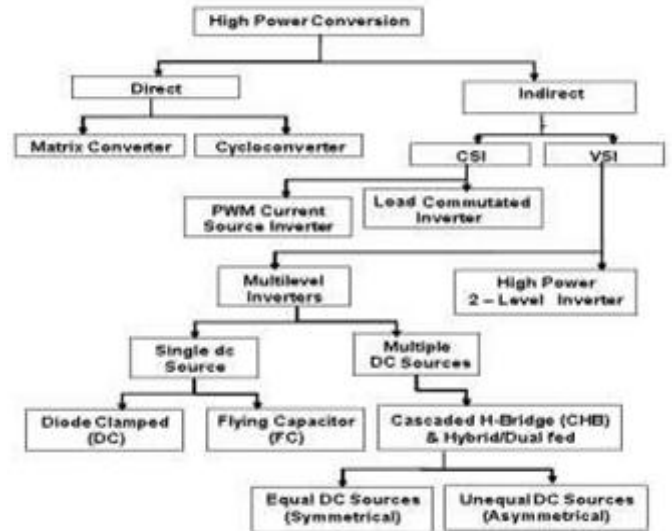 High Power Conversion
Direct
Indirect
Matrix Converter
Cycloconverter
CSI
VSI
PWM Current
Source Inverter
Load Commutated
Inverter
Multilevel
Inverters
High Power
2 – Level Inverter
Single dc
Source
Multiple
DC Sources
Diode Clamped
(DC)
Flying Capacitor
(FC)
Cascaded H-Bridge (CHB)
& Hybrid/Dual fed
Equal DC Sources
(Symmetrical)
Unequal DC Sources
(Asymmetrical)